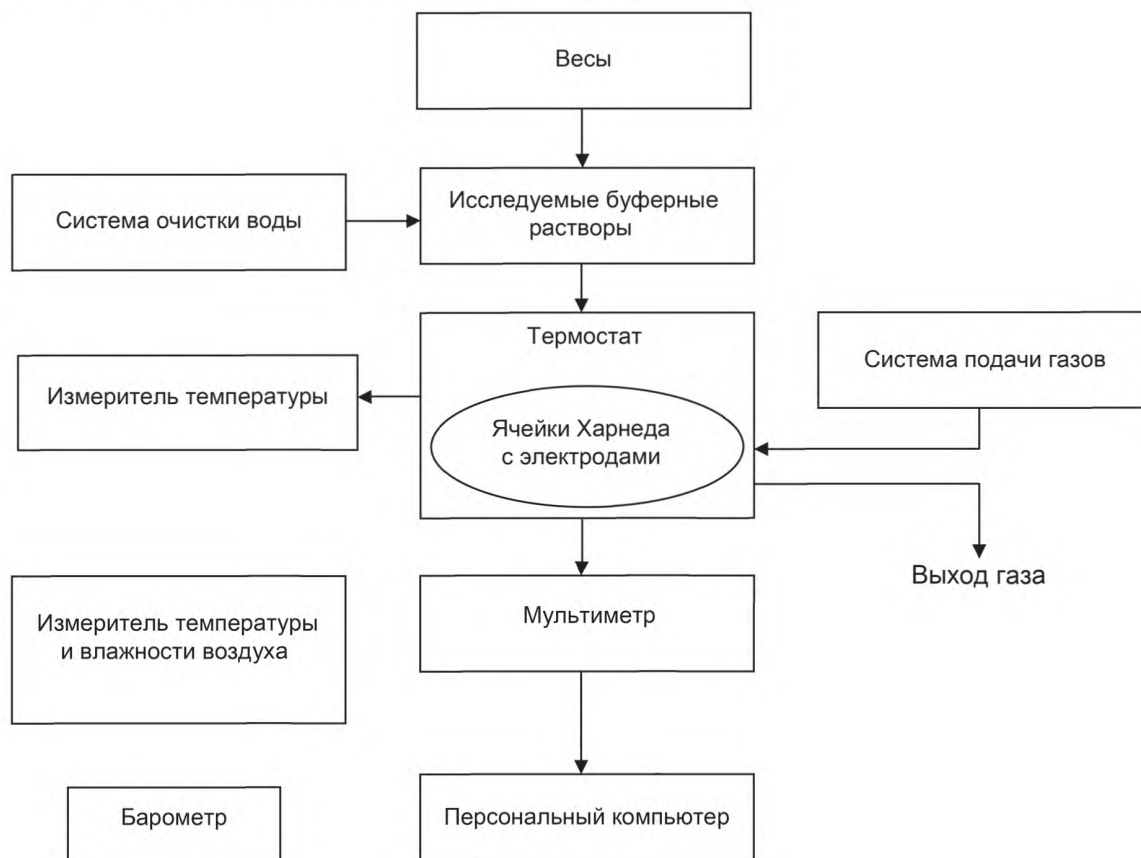 Весы
Система очистки воды
Исследуемые буферные
растворы
Термостат
Система подачи газов
Измеритель температуры
Ячейки Харнеда
с электродами
Выход газа
Измеритель температуры
и влажности воздуха
Мультиметр
Барометр
Персональный компьютер